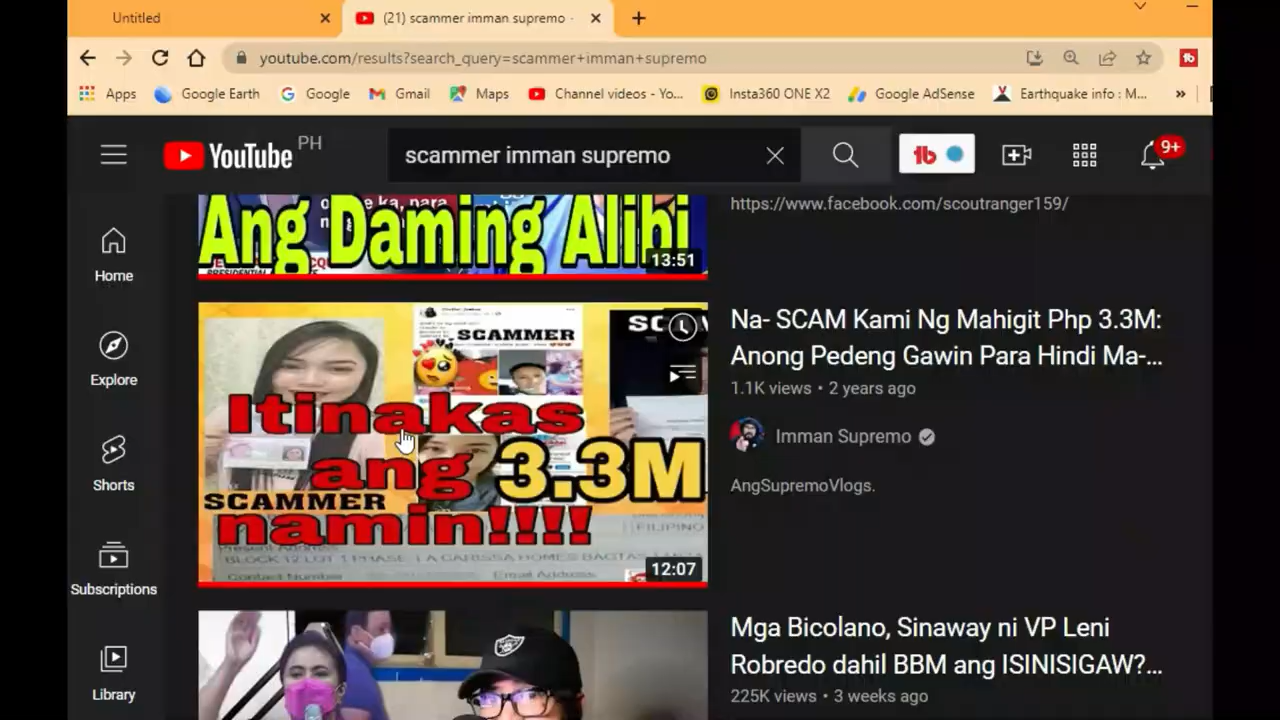 Untitled
(21) scammer imman supremo -
youtube.com/results?search_query=scammer+imman+supremo
Apps
Google Earth
Google
Gmail
Maps
Channel videos - Yo...
Insta360 ONE X2
Google AdSense
Earthquake info : M...
YouTube PH
scammer imman supremo
9+
Home
Explore
Shorts
Subscriptions
Library
Ang Daming Alibi
13:51
https://www.facebook.com/scoutranger159/
SCAMMER
Itinakas
ang 3.3M
SCAMMER
namin!!!!
FILIPINO
Contact Number
Email Address
12:07
Na- SCAM Kami Ng Mahigit Php 3.3M:
Anong Pedeng Gawin Para Hindi Ma-...
1.1K views • 2 years ago
Imman Supremo
AngSupremoVlogs.
Mga Bicolano, Sinaway ni VP Leni
Robredo dahil BBM ang ISINISIGAW?...
225K views • 3 weeks ago